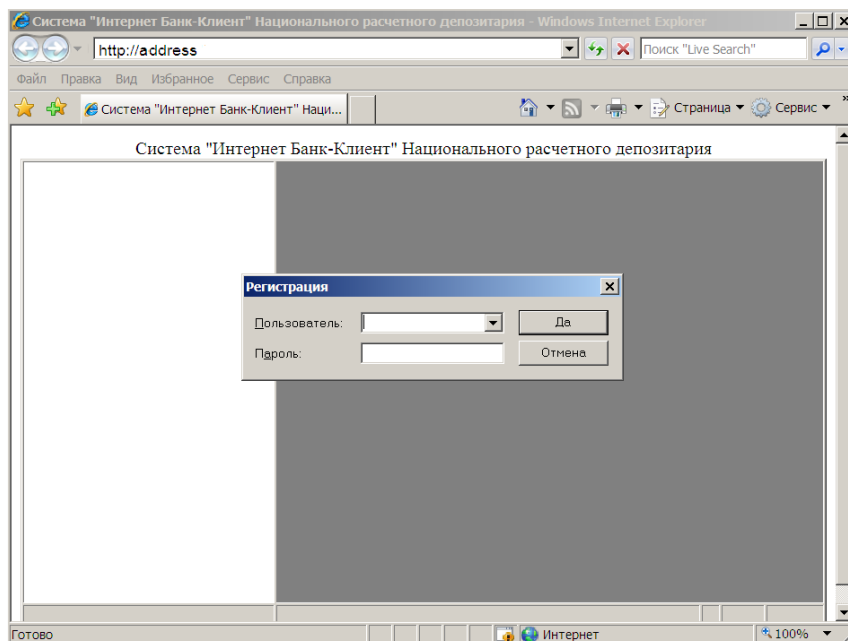 Система "Интернет Банк-Клиент" Национального расчетного депозитария - Windows Internet Explorer
http://address
Поиск "Live Search"
Файл Правка Вид Избранное Сервис Справка
Система "Интернет Банк-Клиент" Наци...
Страница
Сервис
»
Система "Интернет Банк-Клиент" Национального расчетного депозитария
Регистрация
Пользователь:
Да
Пароль:
Отмена
Готово
Интернет
100%